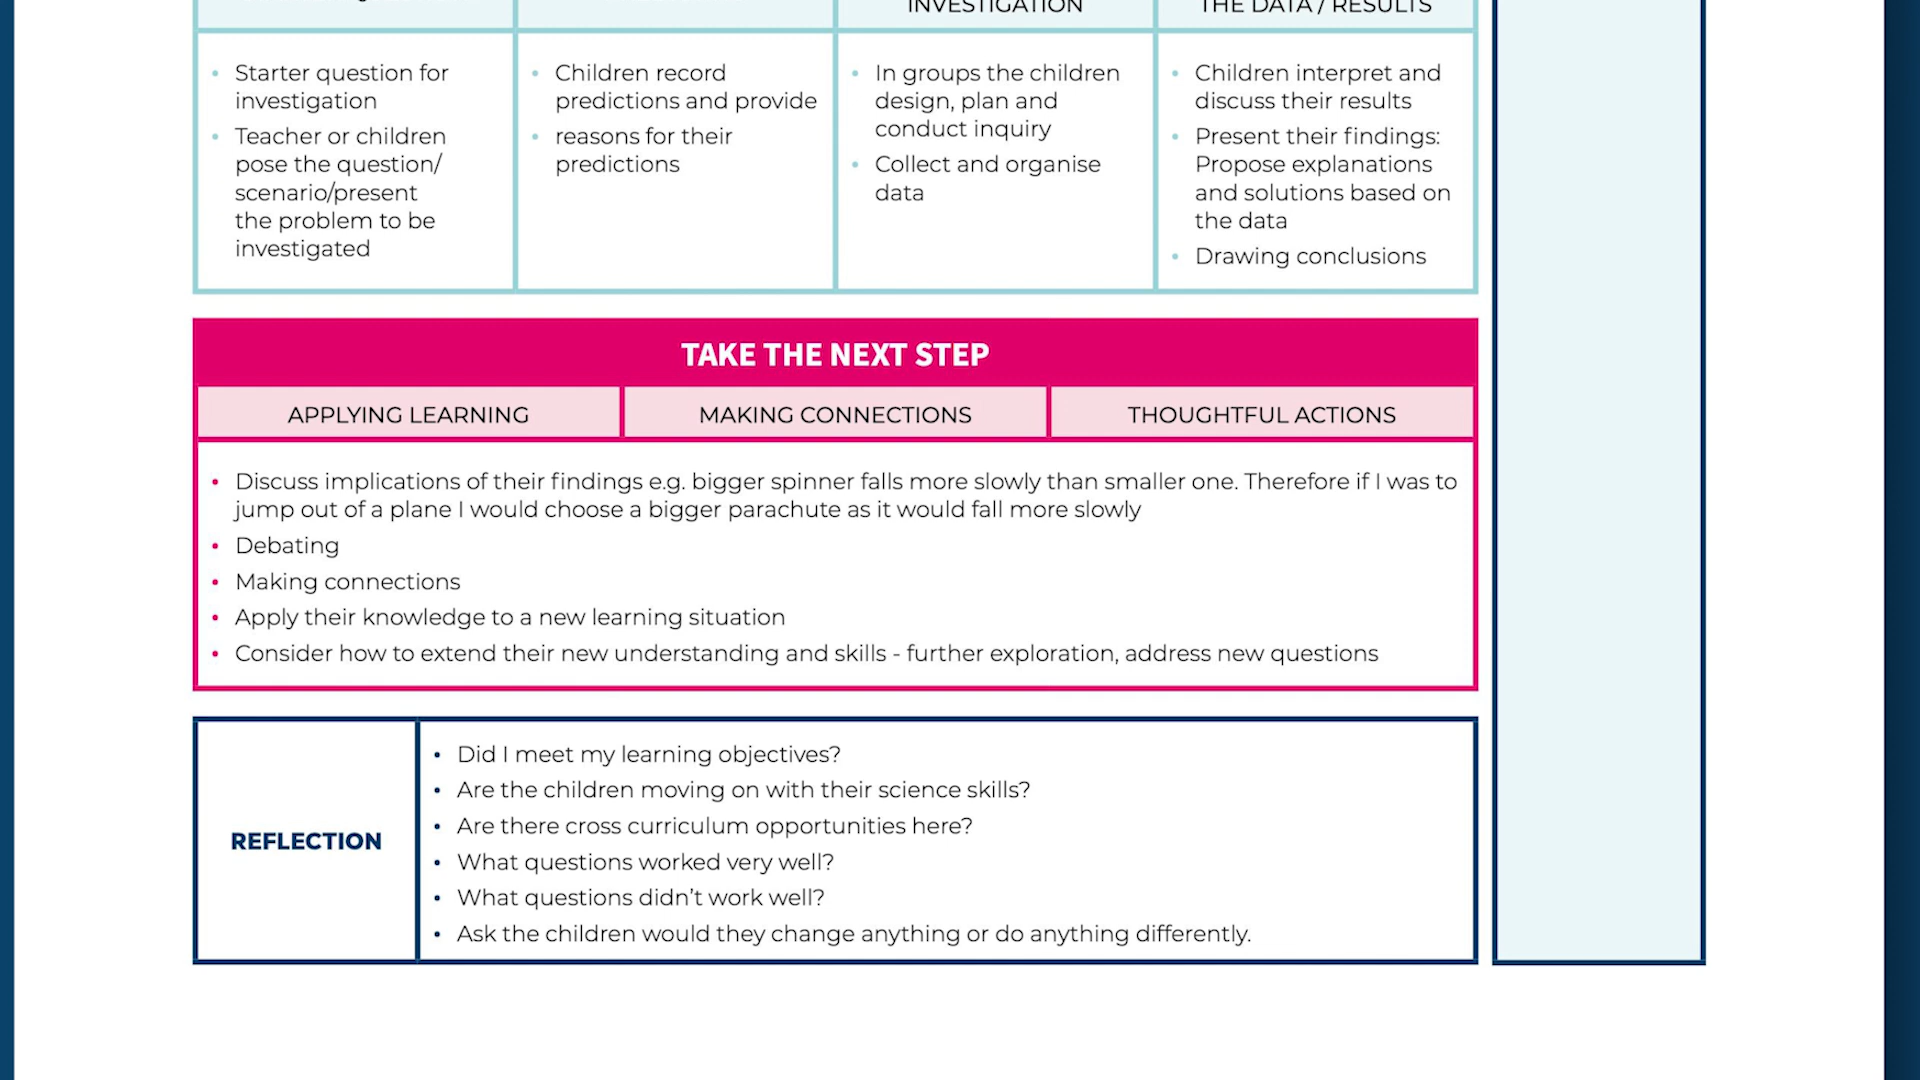 INVESTIGATION
THE DATA / RESULTS
• Starter question for
investigation
• Teacher or children
pose the question/
scenario/present
the problem to be
investigated
• Children record
predictions and provide
• reasons for their
predictions
• In groups the children
design, plan and
conduct inquiry
• Collect and organise
data
• Children interpret and
discuss their results
• Present their findings:
Propose explanations
and solutions based on
the data
• Drawing conclusions
TAKE THE NEXT STEP
APPLYING LEARNING
MAKING CONNECTIONS
THOUGHTFUL ACTIONS
• Discuss implications of their findings e.g. bigger spinner falls more slowly than smaller one. Therefore if I was to
jump out of a plane I would choose a bigger parachute as it would fall more slowly
• Debating
• Making connections
• Apply their knowledge to a new learning situation
• Consider how to extend their new understanding and skills - further exploration, address new questions
REFLECTION
• Did I meet my learning objectives?
• Are the children moving on with their science skills?
• Are there cross curriculum opportunities here?
• What questions worked very well?
• What questions didn’t work well?
• Ask the children would they change anything or do anything differently.